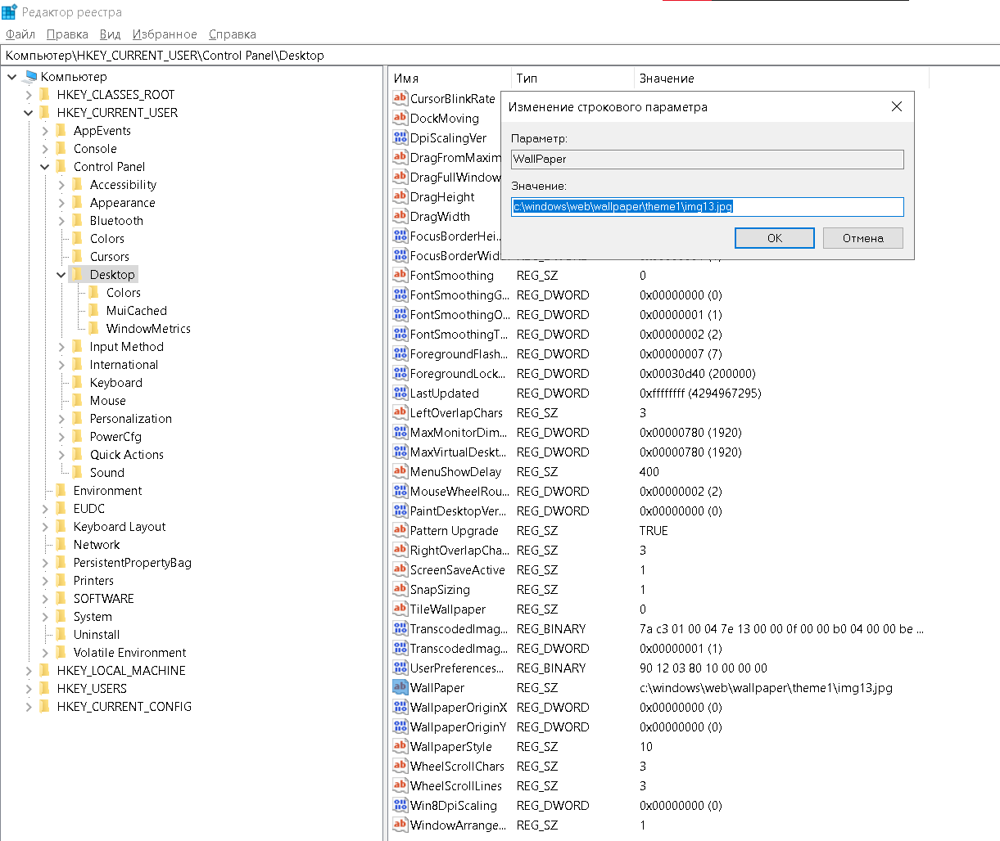 Редактор реестра
Файл Правка Вид Избранное Справка
Компьютер\HKEY_CURRENT_USER\Control Panel\Desktop
Компьютер
HKEY_CLASSES_ROOT
HKEY_CURRENT_USER
AppEvents
Console
Control Panel
Accessibility
Appearance
Bluetooth
Colors
Cursors
Desktop
Colors
MuiCached
WindowMetrics
Input Method
International
Keyboard
Mouse
Personalization
PowerCfg
Quick Actions
Sound
Environment
EUDC
Keyboard Layout
Network
PersistentPropertyBag
Printers
SOFTWARE
System
Uninstall
Volatile Environment
HKEY_LOCAL_MACHINE
HKEY_USERS
HKEY_CURRENT_CONFIG
Имя Тип Значение
CursorBlinkRate
DockMoving
DpiScalingVer
DragFromMaxim
DragFullWindow
DragHeight
DragWidth
FocusBorderHei...
FocusBorderWid
FontSmoothing REG_SZ 0
FontSmoothingG... REG_DWORD 0x00000000 (0)
FontSmoothingO... REG_DWORD 0x00000001 (1)
FontSmoothingT... REG_DWORD 0x00000002 (2)
ForegroundFlash... REG_DWORD 0x00000007 (7)
ForegroundLock... REG_DWORD 0x00030d40 (200000)
LastUpdated REG_DWORD 0xffffffff (4294967295)
LeftOverlapChars REG_SZ 3
MaxMonitorDim... REG_DWORD 0x00000780 (1920)
MaxVirtualDeskt... REG_DWORD 0x00000780 (1920)
MenuShowDelay REG_SZ 400
MouseWheelRou... REG_DWORD 0x00000002 (2)
PaintDesktopVer... REG_DWORD 0x00000000 (0)
Pattern Upgrade REG_SZ TRUE
RightOverlapCha... REG_SZ 3
ScreenSaveActive REG_SZ 1
SnapSizing REG_SZ 1
TileWallpaper REG_SZ 0
TranscodedImag... REG_BINARY 7a c3 01 00 04 7e 13 00 00 0f 00 00 b0 04 00 00 be ...
TranscodedImag... REG_DWORD 0x00000001 (1)
UserPreferences... REG_BINARY 90 12 03 80 10 00 00 00
WallPaper REG_SZ c:\windows\web\wallpaper\theme1\img13.jpg
WallpaperOriginX REG_DWORD 0x00000000 (0)
WallpaperOriginY REG_DWORD 0x00000000 (0)
WallpaperStyle REG_SZ 10
WheelScrollChars REG_SZ 3
WheelScrollLines REG_SZ 3
Win8DpiScaling REG_DWORD 0x00000000 (0)
WindowArrange... REG_SZ 1
Изменение строкового параметра
Параметр:
WallPaper
Значение:
c:\windows\web\wallpaper\theme1\img13.jpg
OK Отмена